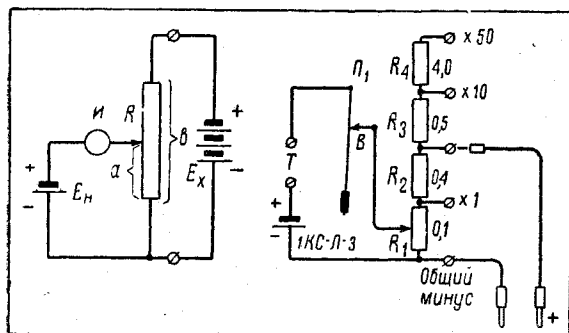 И
R
a
в
+
Eн
-
+
Eх
-
П₁
В
Т
+
-
1КС-Л-3
R₄
4,0
x 50
x 10
R₃
0,5
R₂
0,4
x 1
R₁
0,1
Общий
минус
+